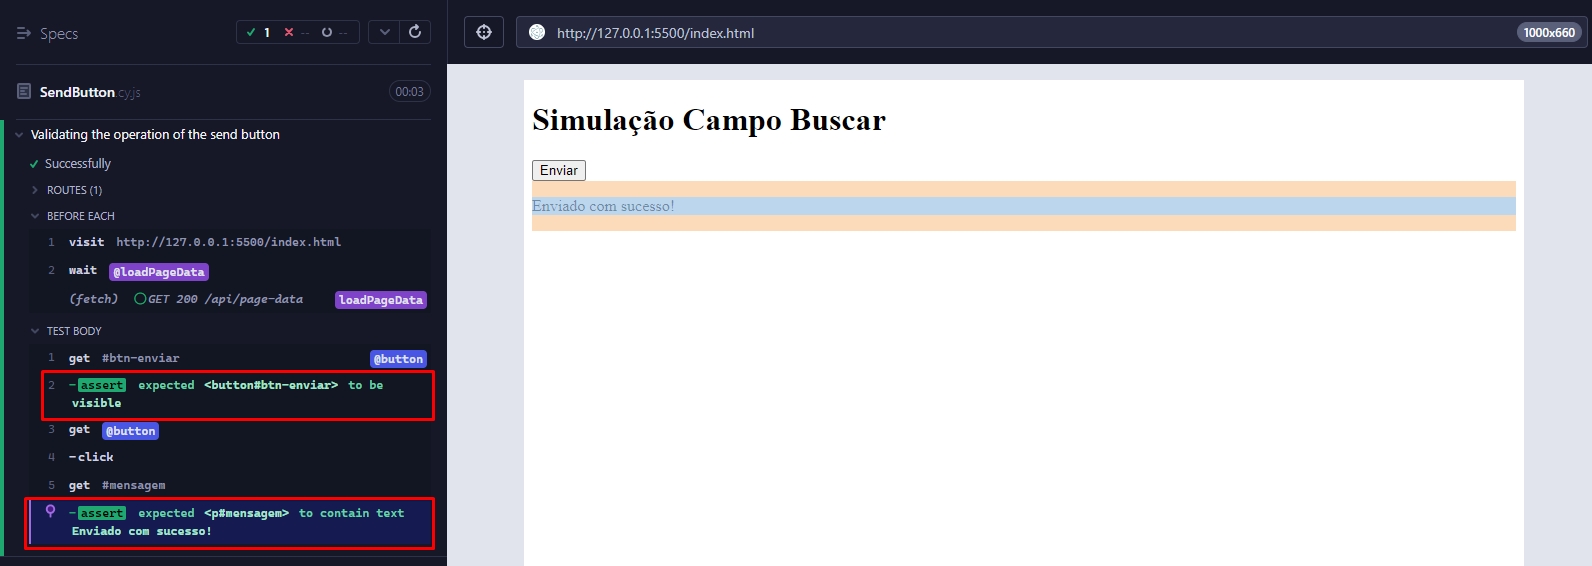 Specs
1 -- --
SendButton.cy.js 00:03
Validating the operation of the send button
Successfully
ROUTES (1)
BEFORE EACH
1 visit http://127.0.0.1:5500/index.html
2 wait @loadPageData
(fetch) GET 200 /api/page-data loadPageData
TEST BODY
1 get #btn-enviar @button
2 -assert expected <button#btn-enviar> to be
visible
3 get @button
4 -click
5 get #mensagem
-assert expected <p#mensagem> to contain text
Enviado com sucesso!
http://127.0.0.1:5500/index.html 1000x660
Simulação Campo Buscar
Enviar
Enviado com sucesso!